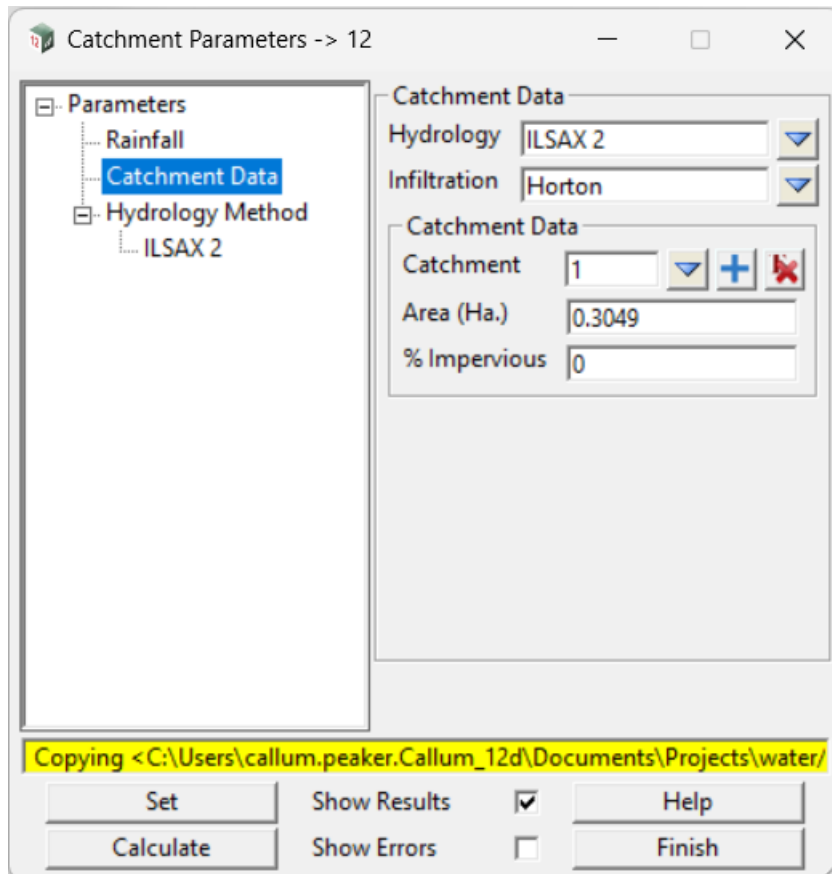 Catchment Parameters -> 12
Parameters
Rainfall
Catchment Data
Hydrology Method
ILSAX 2
Catchment Data
Hydrology ILSAX 2
Infiltration Horton
Catchment Data
Catchment 1
Area (Ha.) 0.3049
% Impervious 0
Copying <C:\Users\callum.peaker.Callum_12d\Documents\Projects\water/
Set Show Results Help
Calculate Show Errors Finish